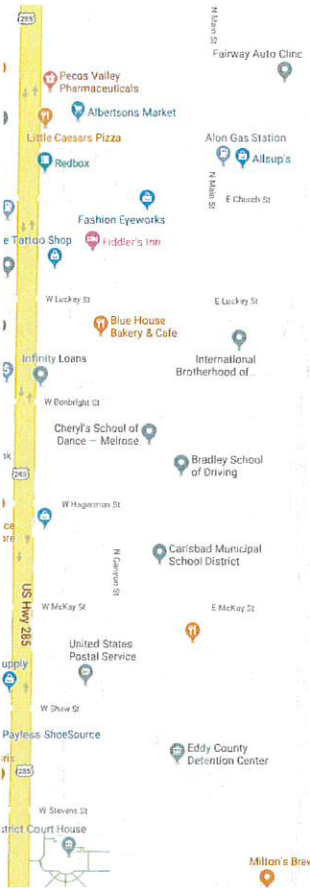 285
N Main St
Fairway Auto Clinc
Pecos Valley
Pharmaceuticals
Albertsons Market
Little Caesars Pizza
Alon Gas Station
Redbox
Allsup's
N Main St
E Church St
Fashion Eyeworks
e Tattoo Shop
Fiddler's Inn
W Luckey St
E Luckey St
Blue House
Bakery & Cafe
Infinity Loans
International
Brotherhood of...
W Bonbright St
Cheryl's School of
Dance – Melrose
Bradley School
of Driving
285
W Hagerman St
Carlsbad Municipal
School District
N Canyon St
US Hwy 285
W McKay St
E McKay St
United States
Postal Service
upply
W Shaw St
Payless ShoeSource
Eddy County
Detention Center
285
W Stevens St
strict Court House
Milton's Brew